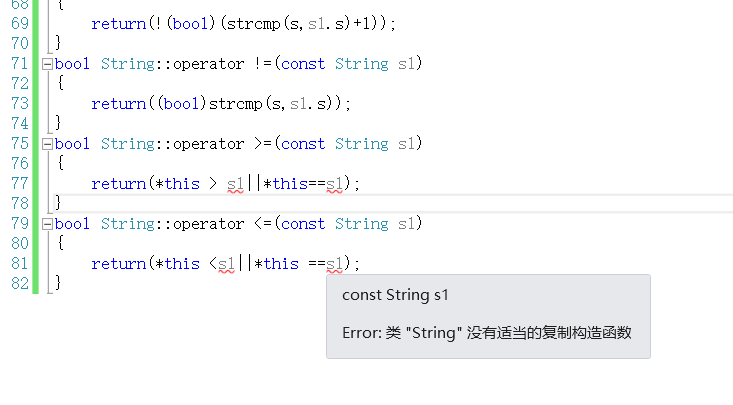 68 {
69 return(!(bool)(strcmp(s,s1.s)+1));
70 }
71 bool String::operator !=(const String s1)
72 {
73 return((bool)strcmp(s,s1.s));
74 }
75 bool String::operator >=(const String s1)
76 {
77 return(*this > s1||*this==s1);
78 }
79 bool String::operator <=(const String s1)
80 {
81 return(*this <s1||*this ==s1);
82 }
const String s1
Error: 类 "String" 没有适当的复制构造函数